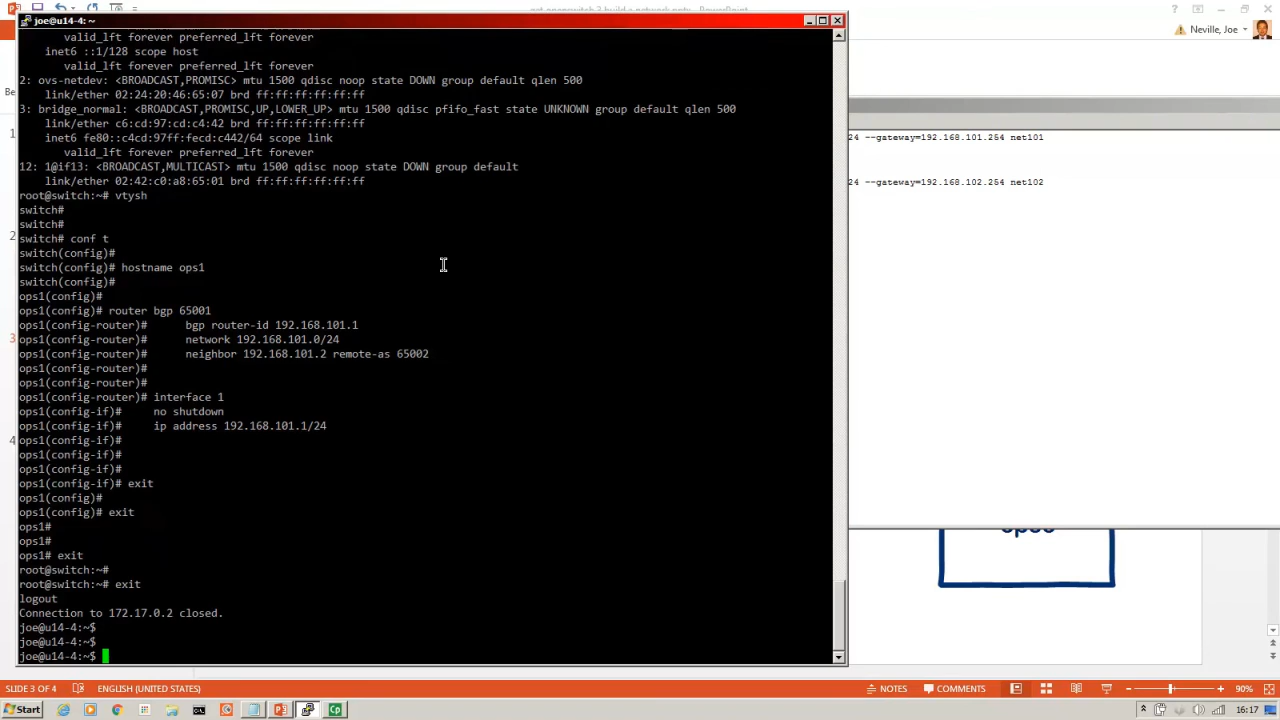 joe@u14-4: ~
Neville, Joe
valid_lft forever preferred_lft forever
inet6 ::1/128 scope host
valid_lft forever preferred_lft forever
2: ovs-netdev: <BROADCAST,PROMISC> mtu 1500 qdisc noop state DOWN group default qlen 500
link/ether 02:24:20:46:65:07 brd ff:ff:ff:ff:ff:ff
3: bridge_normal: <BROADCAST,PROMISC,UP,LOWER_UP> mtu 1500 qdisc pfifo_fast state UNKNOWN group default qlen 500
link/ether c6:cd:97:cd:c4:42 brd ff:ff:ff:ff:ff:ff
inet6 fe80::c4cd:97ff:fecd:c442/64 scope link
valid_lft forever preferred_lft forever
12: 1@if13: <BROADCAST,MULTICAST> mtu 1500 qdisc noop state DOWN group default
link/ether 02:42:c0:a8:65:01 brd ff:ff:ff:ff:ff:ff
root@switch:~# vtysh
switch#
switch#
switch# conf t
switch(config)#
switch(config)# hostname ops1
switch(config)#
ops1(config)#
ops1(config)# router bgp 65001
ops1(config-router)#      bgp router-id 192.168.101.1
ops1(config-router)#      network 192.168.101.0/24
ops1(config-router)#      neighbor 192.168.101.2 remote-as 65002
ops1(config-router)#
ops1(config-router)#
ops1(config-router)# interface 1
ops1(config-if)#     no shutdown
ops1(config-if)#     ip address 192.168.101.1/24
ops1(config-if)#
ops1(config-if)#
ops1(config-if)#
ops1(config-if)# exit
ops1(config)#
ops1(config)# exit
ops1#
ops1#
ops1# exit
root@switch:~#
root@switch:~# exit
logout
Connection to 172.17.0.2 closed.
joe@u14-4:~$
joe@u14-4:~$
joe@u14-4:~$
24 --gateway=192.168.101.254 net101
24 --gateway=192.168.102.254 net102
Be
1
2
3
4
SLIDE 3 OF 4 ENGLISH (UNITED STATES) NOTES COMMENTS 90%
Start 16:17